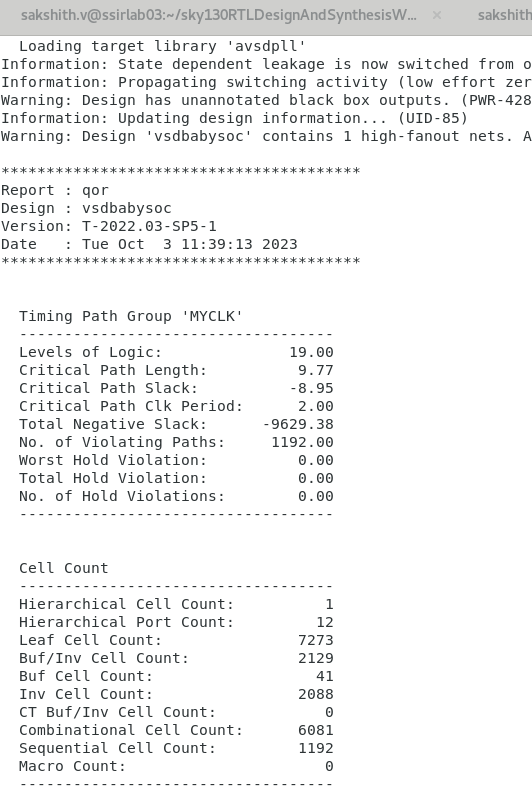 sakshith.v@ssirlab03:~/sky130RTLDesignAndSynthesisW... × sakshith
Loading target library 'avsdpll'
Information: State dependent leakage is now switched from o
Information: Propagating switching activity (low effort zer
Warning: Design has unannotated black box outputs. (PWR-428
Information: Updating design information... (UID-85)
Warning: Design 'vsdbabysoc' contains 1 high-fanout nets. A
****************************************
Report : qor
Design : vsdbabysoc
Version: T-2022.03-SP5-1
Date   : Tue Oct  3 11:39:13 2023
****************************************
Timing Path Group 'MYCLK'
-----------------------------------
Levels of Logic:              19.00
Critical Path Length:          9.77
Critical Path Slack:          -8.95
Critical Path Clk Period:      2.00
Total Negative Slack:      -9629.38
No. of Violating Paths:     1192.00
Worst Hold Violation:          0.00
Total Hold Violation:          0.00
No. of Hold Violations:        0.00
-----------------------------------
Cell Count
-----------------------------------
Hierarchical Cell Count:          1
Hierarchical Port Count:         12
Leaf Cell Count:               7273
Buf/Inv Cell Count:            2129
Buf Cell Count:                  41
Inv Cell Count:                2088
CT Buf/Inv Cell Count:            0
Combinational Cell Count:      6081
Sequential Cell Count:         1192
Macro Count:                      0
-----------------------------------